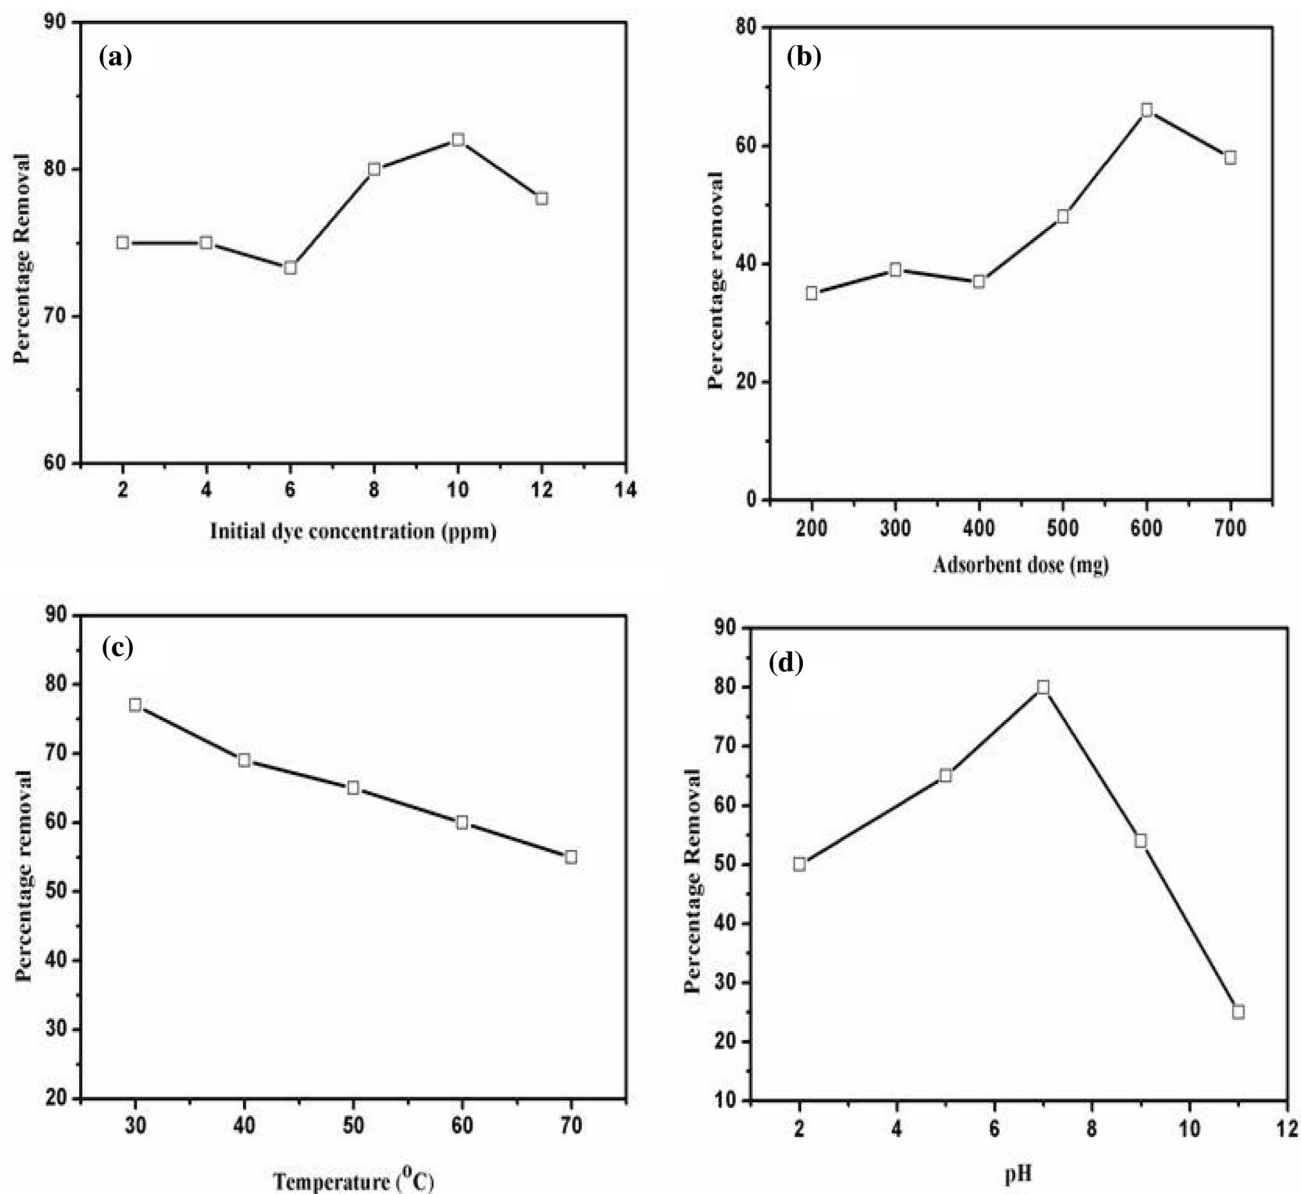 (a)
90
80
70
60
Percentage Removal
2 4 6 8 10 12 14
Initial dye concentration (ppm)
(b)
80
60
40
20
0
Percentage removal
200 300 400 500 600 700
Adsorbent dose (mg)
(c)
90
80
70
60
50
40
30
20
Percentage removal
30 40 50 60 70
Temperature (⁰C)
(d)
90
80
70
60
50
40
30
20
10
Percentage Removal
2 4 6 8 10 12
pH